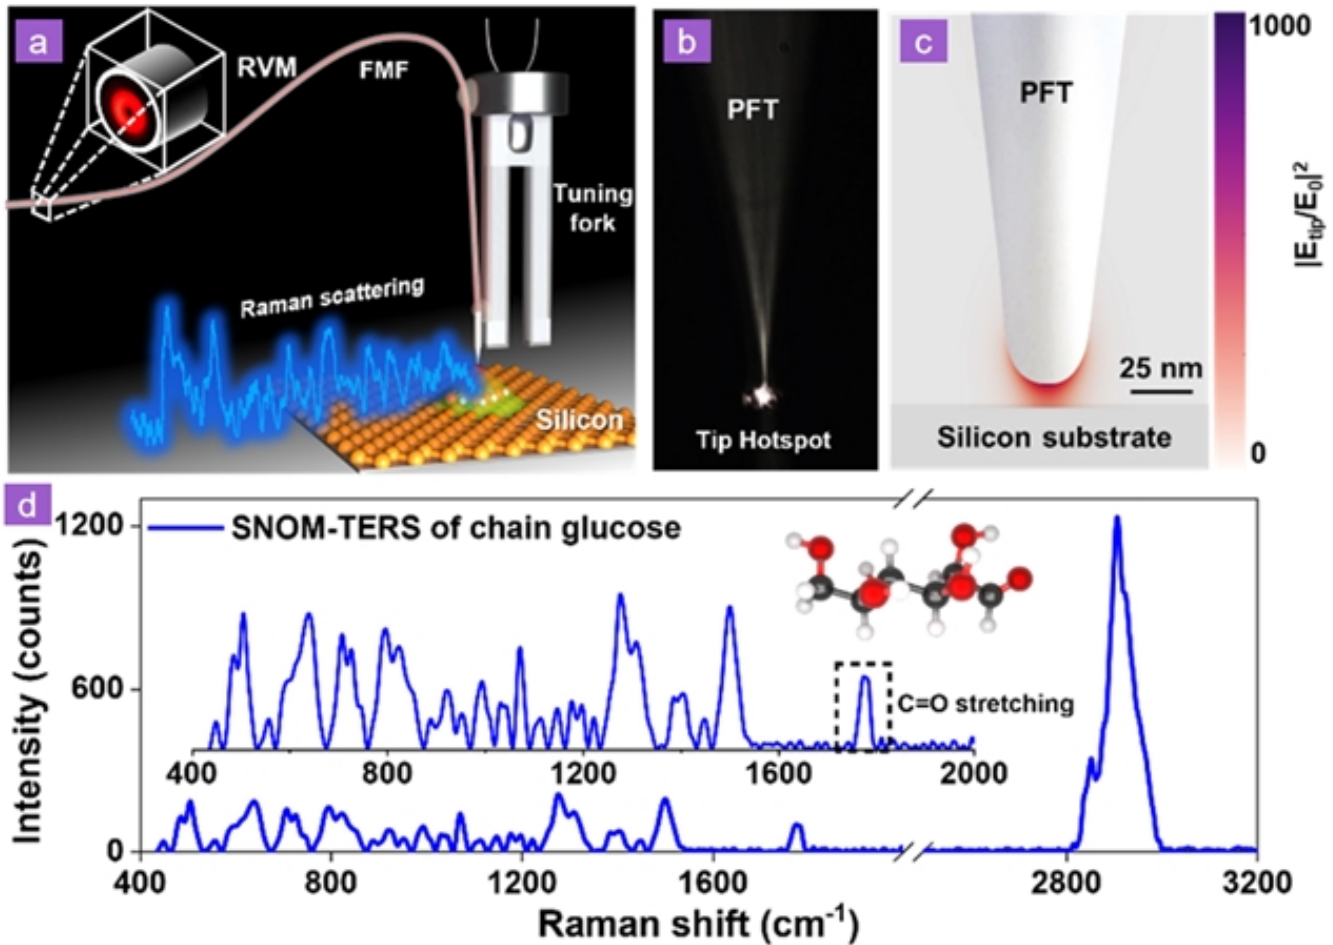 a
RVM
FMF
Tuning
fork
Raman scattering
Silicon
b
PFT
Tip Hotspot
c
PFT
25 nm
Silicon substrate
1000
0
|E_tip/E_0|²
d
SNOM-TERS of chain glucose
C=O stretching
400 800 1200 1600 2000
1200
600
0
Intensity (counts)
400 800 1200 1600 2800 3200
Raman shift (cm⁻¹)